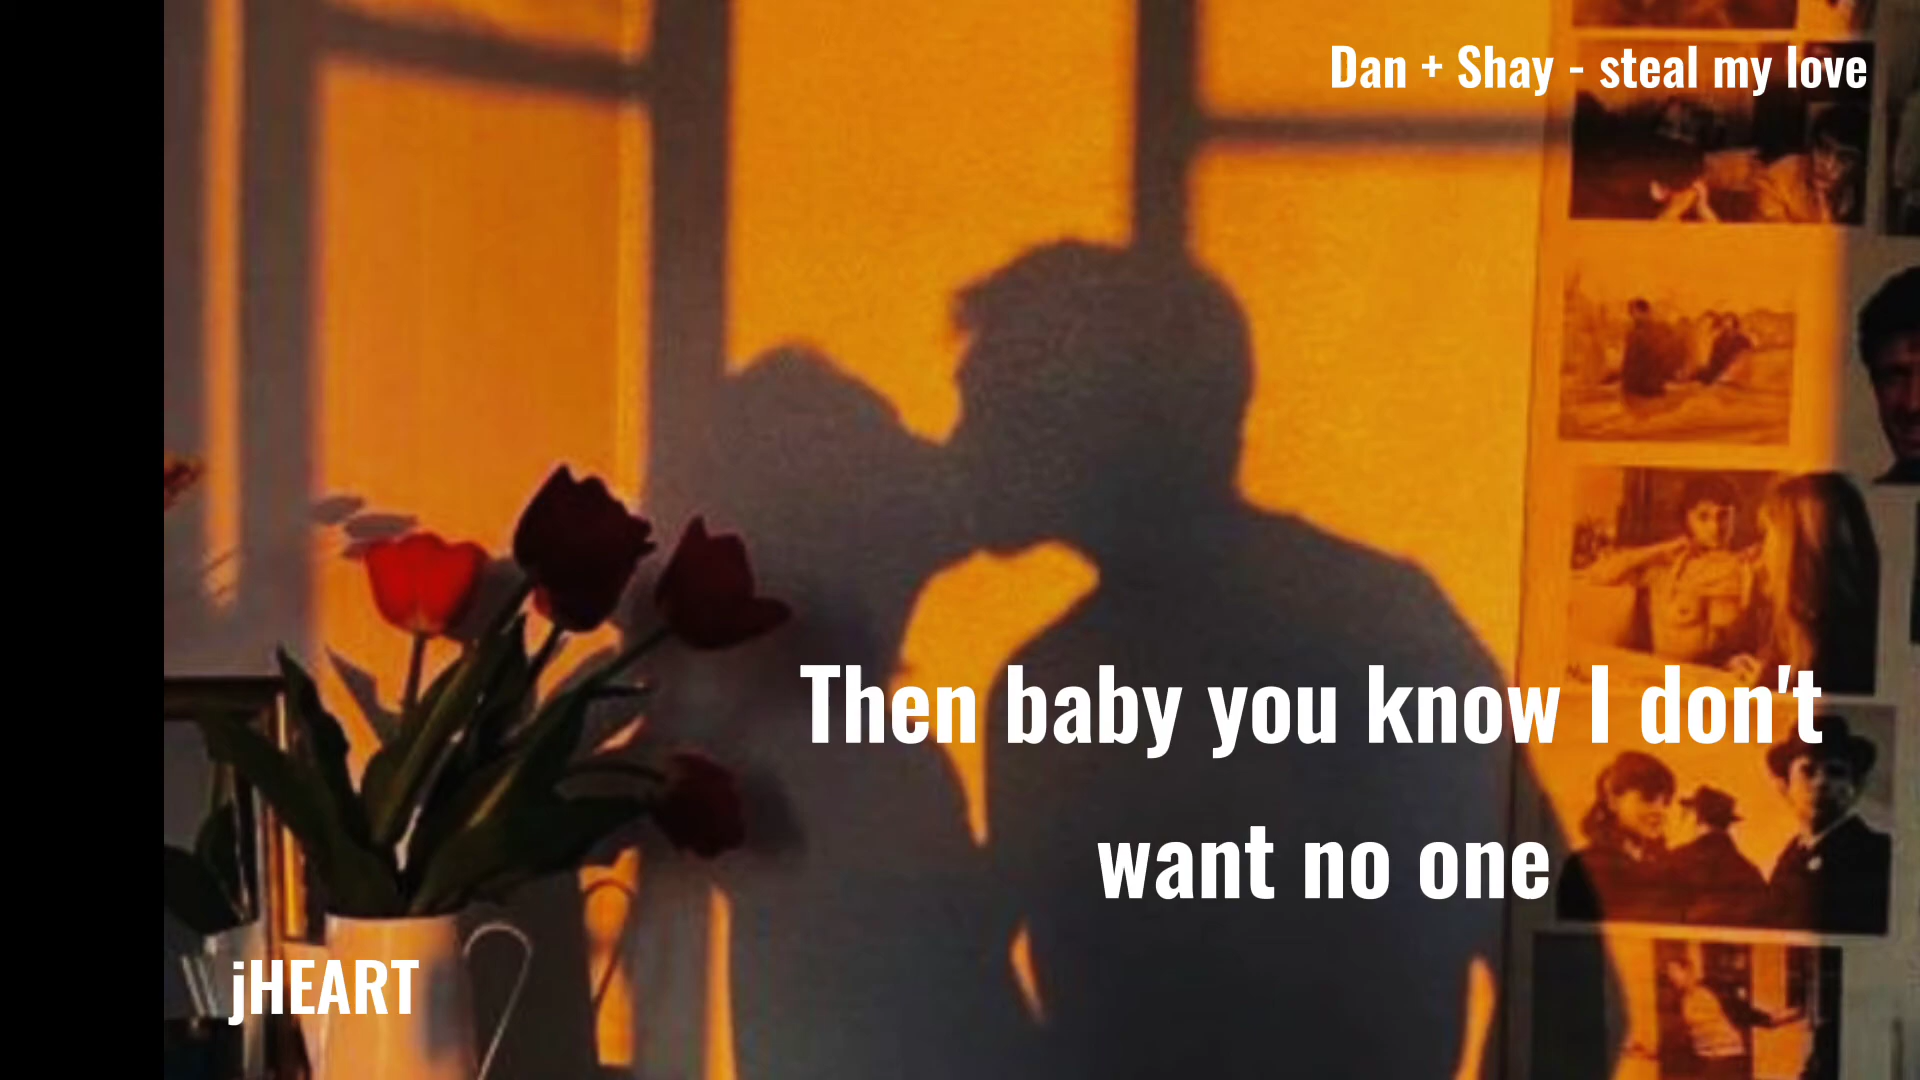 Dan + Shay - steal my love
Then baby you know I don't
want no one
jHEART